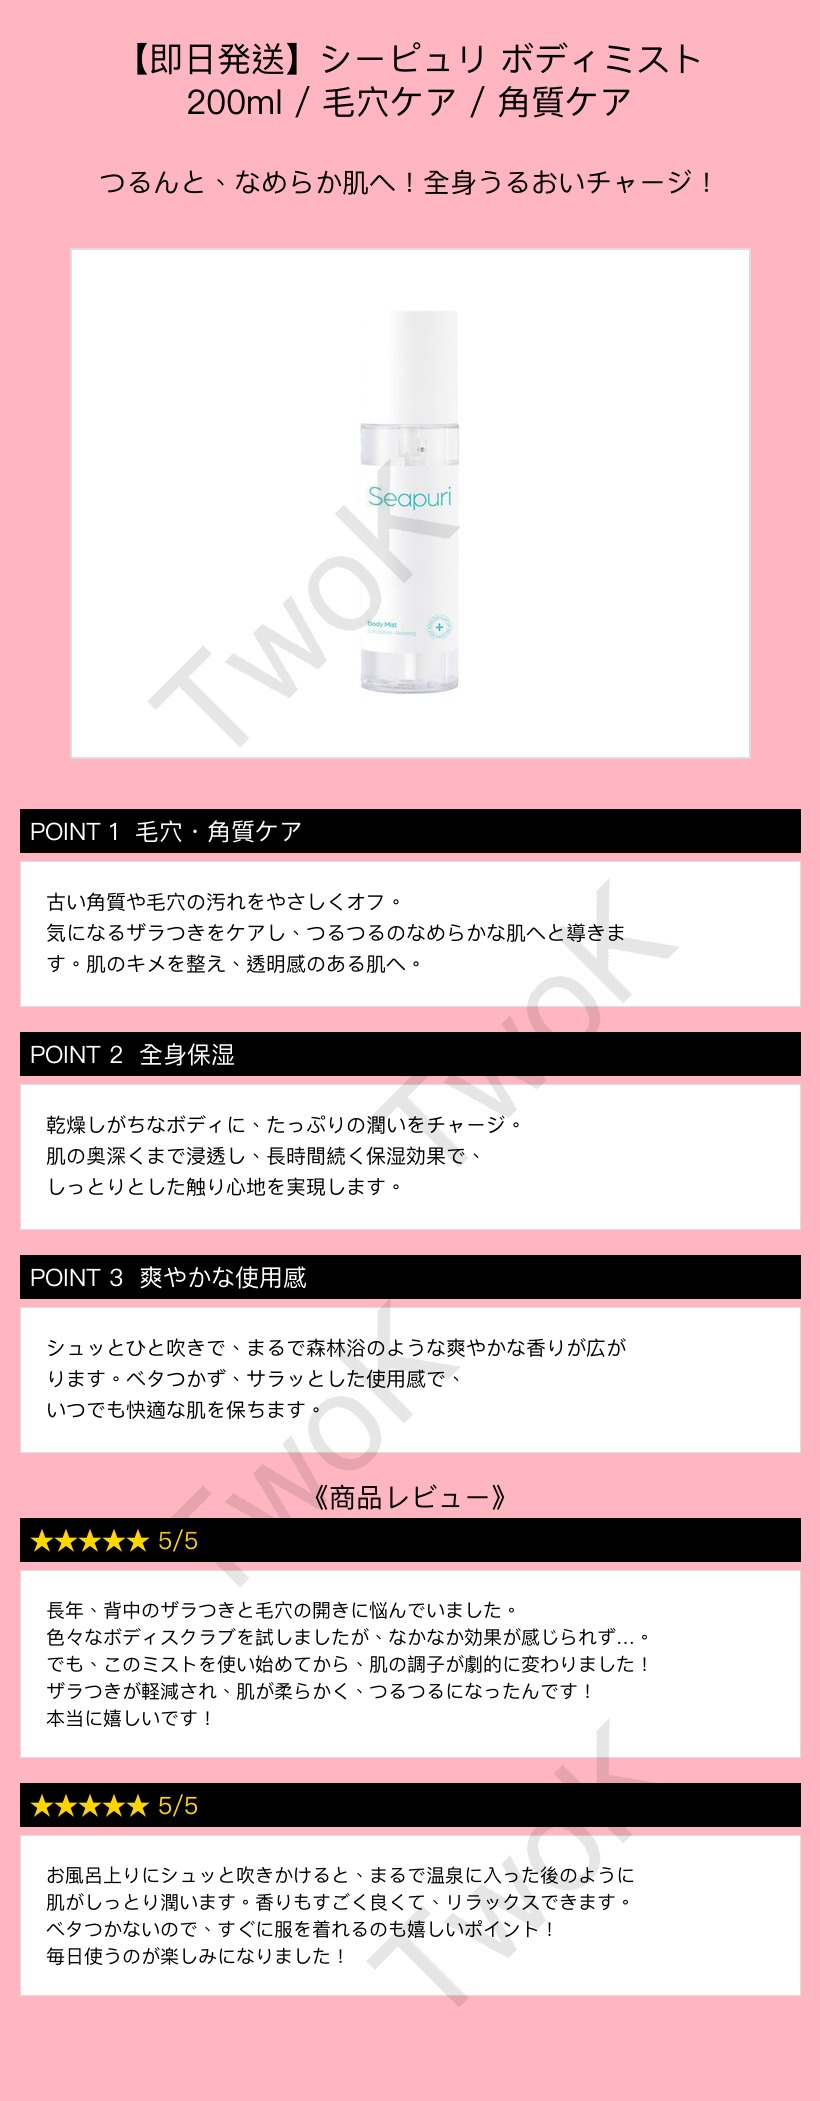 【即日発送】シーピュリ ボディミスト
200ml / 毛穴ケア / 角質ケア
つるんと、なめらか肌へ！全身うるおいチャージ！
Seapuri
Body Mist
TwoK
POINT 1 毛穴・角質ケア
古い角質や毛穴の汚れをやさしくオフ。
気になるザラつきをケアし、つるつるのなめらかな肌へと導きま
す。肌のキメを整え、透明感のある肌へ。
TwoK
POINT 2 全身保湿
乾燥しがちなボディに、たっぷりの潤いをチャージ。
肌の奥深くまで浸透し、長時間続く保湿効果で、
しっとりとした触り心地を実現します。
POINT 3 爽やかな使用感
シュッとひと吹きで、まるで森林浴のような爽やかな香りが広が
ります。ベタつかず、サラッとした使用感で、
いつでも快適な肌を保ちます。
TwoK
《商品レビュー》
★★★★★ 5/5
長年、背中のザラつきと毛穴の開きに悩んでいました。
色々なボディスクラブを試しましたが、なかなか効果が感じられず...。
でも、このミストを使い始めてから、肌の調子が劇的に変わりました！
ザラつきが軽減され、肌が柔らかく、つるつるになったんです！
本当に嬉しいです！
★★★★★ 5/5
お風呂上りにシュッと吹きかけると、まるで温泉に入った後のように
肌がしっとり潤います。香りもすごく良くて、リラックスできます。
ベタつかないので、すぐに服を着れるのも嬉しいポイント！
毎日使うのが楽しみになりました！
TwoK